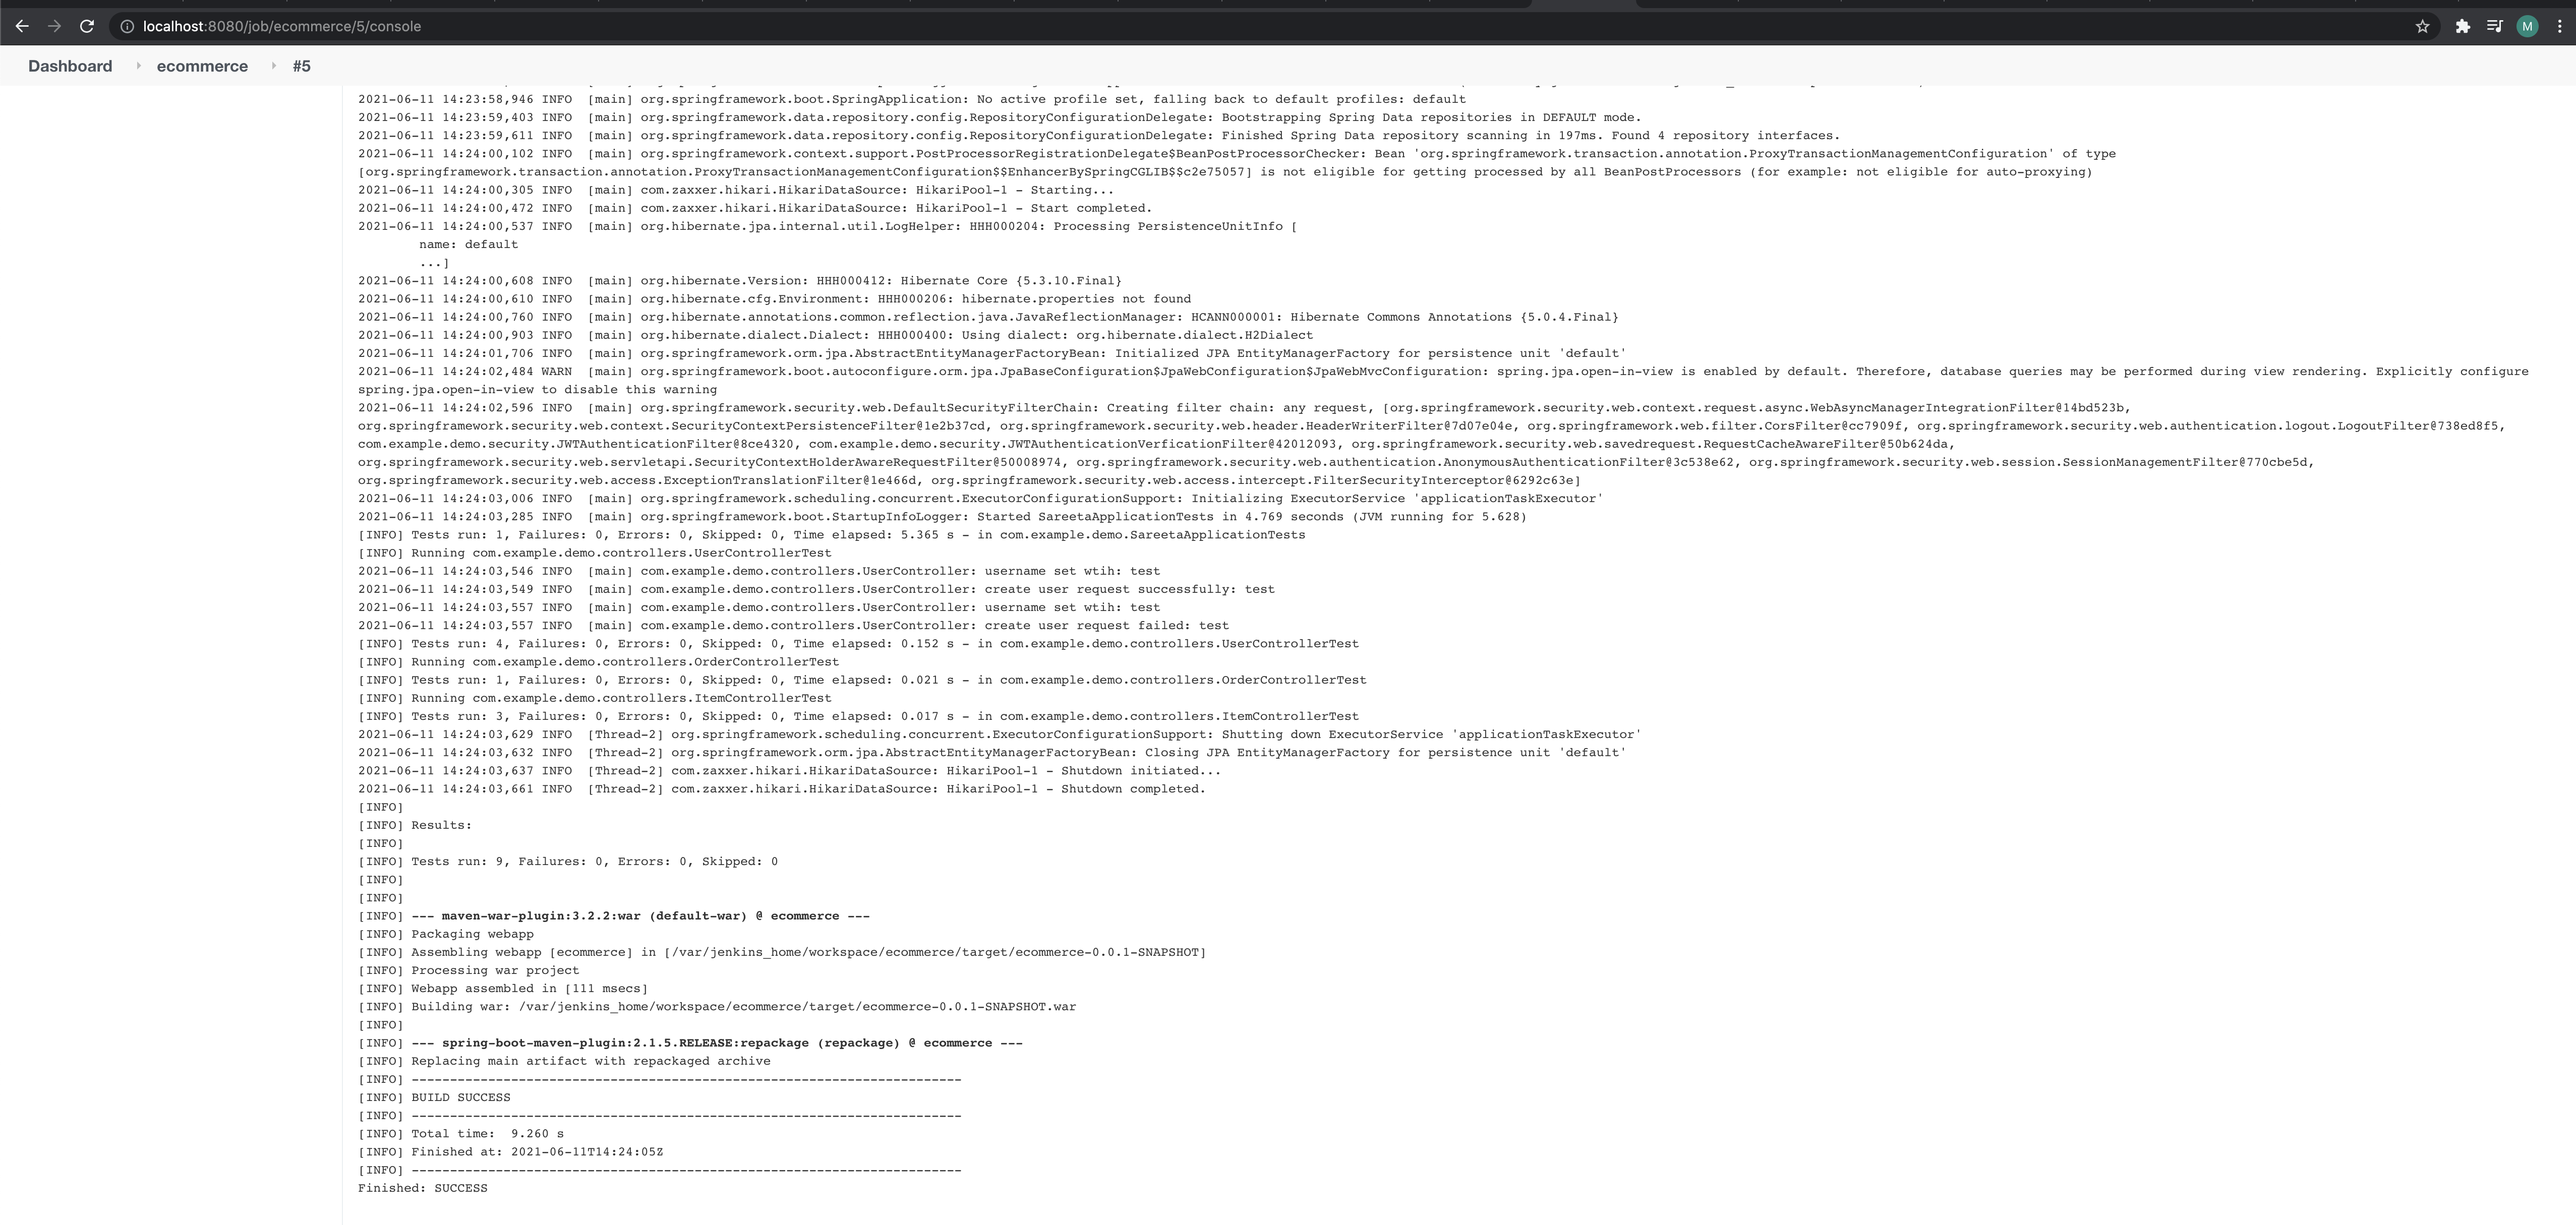 localhost:8080/job/ecommerce/5/console
M
Dashboard ecommerce #5
2021-06-11 14:23:58,946 INFO  [main] org.springframework.boot.SpringApplication: No active profile set, falling back to default profiles: default
2021-06-11 14:23:59,403 INFO  [main] org.springframework.data.repository.config.RepositoryConfigurationDelegate: Bootstrapping Spring Data repositories in DEFAULT mode.
2021-06-11 14:23:59,611 INFO  [main] org.springframework.data.repository.config.RepositoryConfigurationDelegate: Finished Spring Data repository scanning in 197ms. Found 4 repository interfaces.
2021-06-11 14:24:00,102 INFO  [main] org.springframework.context.support.PostProcessorRegistrationDelegate$BeanPostProcessorChecker: Bean 'org.springframework.transaction.annotation.ProxyTransactionManagementConfiguration' of type
[org.springframework.transaction.annotation.ProxyTransactionManagementConfiguration$$EnhancerBySpringCGLIB$$c2e75057] is not eligible for getting processed by all BeanPostProcessors (for example: not eligible for auto-proxying)
2021-06-11 14:24:00,305 INFO  [main] com.zaxxer.hikari.HikariDataSource: HikariPool-1 - Starting...
2021-06-11 14:24:00,472 INFO  [main] com.zaxxer.hikari.HikariDataSource: HikariPool-1 - Start completed.
2021-06-11 14:24:00,537 INFO  [main] org.hibernate.jpa.internal.util.LogHelper: HHH000204: Processing PersistenceUnitInfo [
name: default
...]
2021-06-11 14:24:00,608 INFO  [main] org.hibernate.Version: HHH000412: Hibernate Core {5.3.10.Final}
2021-06-11 14:24:00,610 INFO  [main] org.hibernate.cfg.Environment: HHH000206: hibernate.properties not found
2021-06-11 14:24:00,760 INFO  [main] org.hibernate.annotations.common.reflection.java.JavaReflectionManager: HCANN000001: Hibernate Commons Annotations {5.0.4.Final}
2021-06-11 14:24:00,903 INFO  [main] org.hibernate.dialect.Dialect: HHH000400: Using dialect: org.hibernate.dialect.H2Dialect
2021-06-11 14:24:01,706 INFO  [main] org.springframework.orm.jpa.AbstractEntityManagerFactoryBean: Initialized JPA EntityManagerFactory for persistence unit 'default'
2021-06-11 14:24:02,484 WARN  [main] org.springframework.boot.autoconfigure.orm.jpa.JpaBaseConfiguration$JpaWebConfiguration$JpaWebMvcConfiguration: spring.jpa.open-in-view is enabled by default. Therefore, database queries may be performed during view rendering. Explicitly configure
spring.jpa.open-in-view to disable this warning
2021-06-11 14:24:02,596 INFO  [main] org.springframework.security.web.DefaultSecurityFilterChain: Creating filter chain: any request, [org.springframework.security.web.context.request.async.WebAsyncManagerIntegrationFilter@14bd523b,
org.springframework.security.web.context.SecurityContextPersistenceFilter@1e2b37cd, org.springframework.security.web.header.HeaderWriterFilter@7d07e04e, org.springframework.web.filter.CorsFilter@cc7909f, org.springframework.security.web.authentication.logout.LogoutFilter@738ed8f5,
com.example.demo.security.JWTAuthenticationFilter@8ce4320, com.example.demo.security.JWTAuthenticationVerficationFilter@42012093, org.springframework.security.web.savedrequest.RequestCacheAwareFilter@50b624da,
org.springframework.security.web.servletapi.SecurityContextHolderAwareRequestFilter@50008974, org.springframework.security.web.authentication.AnonymousAuthenticationFilter@3c538e62, org.springframework.security.web.session.SessionManagementFilter@770cbe5d,
org.springframework.security.web.access.ExceptionTranslationFilter@1e466d, org.springframework.security.web.access.intercept.FilterSecurityInterceptor@6292c63e]
2021-06-11 14:24:03,006 INFO  [main] org.springframework.scheduling.concurrent.ExecutorConfigurationSupport: Initializing ExecutorService 'applicationTaskExecutor'
2021-06-11 14:24:03,285 INFO  [main] org.springframework.boot.StartupInfoLogger: Started SareetaApplicationTests in 4.769 seconds (JVM running for 5.628)
[INFO] Tests run: 1, Failures: 0, Errors: 0, Skipped: 0, Time elapsed: 5.365 s - in com.example.demo.SareetaApplicationTests
[INFO] Running com.example.demo.controllers.UserControllerTest
2021-06-11 14:24:03,546 INFO  [main] com.example.demo.controllers.UserController: username set wtih: test
2021-06-11 14:24:03,549 INFO  [main] com.example.demo.controllers.UserController: create user request successfully: test
2021-06-11 14:24:03,557 INFO  [main] com.example.demo.controllers.UserController: username set wtih: test
2021-06-11 14:24:03,557 INFO  [main] com.example.demo.controllers.UserController: create user request failed: test
[INFO] Tests run: 4, Failures: 0, Errors: 0, Skipped: 0, Time elapsed: 0.152 s - in com.example.demo.controllers.UserControllerTest
[INFO] Running com.example.demo.controllers.OrderControllerTest
[INFO] Tests run: 1, Failures: 0, Errors: 0, Skipped: 0, Time elapsed: 0.021 s - in com.example.demo.controllers.OrderControllerTest
[INFO] Running com.example.demo.controllers.ItemControllerTest
[INFO] Tests run: 3, Failures: 0, Errors: 0, Skipped: 0, Time elapsed: 0.017 s - in com.example.demo.controllers.ItemControllerTest
2021-06-11 14:24:03,629 INFO  [Thread-2] org.springframework.scheduling.concurrent.ExecutorConfigurationSupport: Shutting down ExecutorService 'applicationTaskExecutor'
2021-06-11 14:24:03,632 INFO  [Thread-2] org.springframework.orm.jpa.AbstractEntityManagerFactoryBean: Closing JPA EntityManagerFactory for persistence unit 'default'
2021-06-11 14:24:03,637 INFO  [Thread-2] com.zaxxer.hikari.HikariDataSource: HikariPool-1 - Shutdown initiated...
2021-06-11 14:24:03,661 INFO  [Thread-2] com.zaxxer.hikari.HikariDataSource: HikariPool-1 - Shutdown completed.
[INFO]
[INFO] Results:
[INFO]
[INFO] Tests run: 9, Failures: 0, Errors: 0, Skipped: 0
[INFO]
[INFO]
[INFO] --- maven-war-plugin:3.2.2:war (default-war) @ ecommerce ---
[INFO] Packaging webapp
[INFO] Assembling webapp [ecommerce] in [/var/jenkins_home/workspace/ecommerce/target/ecommerce-0.0.1-SNAPSHOT]
[INFO] Processing war project
[INFO] Webapp assembled in [111 msecs]
[INFO] Building war: /var/jenkins_home/workspace/ecommerce/target/ecommerce-0.0.1-SNAPSHOT.war
[INFO]
[INFO] --- spring-boot-maven-plugin:2.1.5.RELEASE:repackage (repackage) @ ecommerce ---
[INFO] Replacing main artifact with repackaged archive
[INFO] ------------------------------------------------------------------------
[INFO] BUILD SUCCESS
[INFO] ------------------------------------------------------------------------
[INFO] Total time:  9.260 s
[INFO] Finished at: 2021-06-11T14:24:05Z
[INFO] ------------------------------------------------------------------------
Finished: SUCCESS